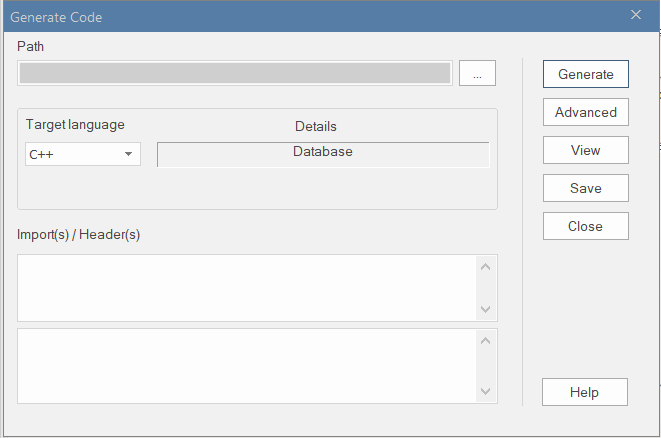 Generate Code
Path
...
Generate
Advanced
Target language
Details
C++
Database
View
Save
Import(s) / Header(s)
Close
Help